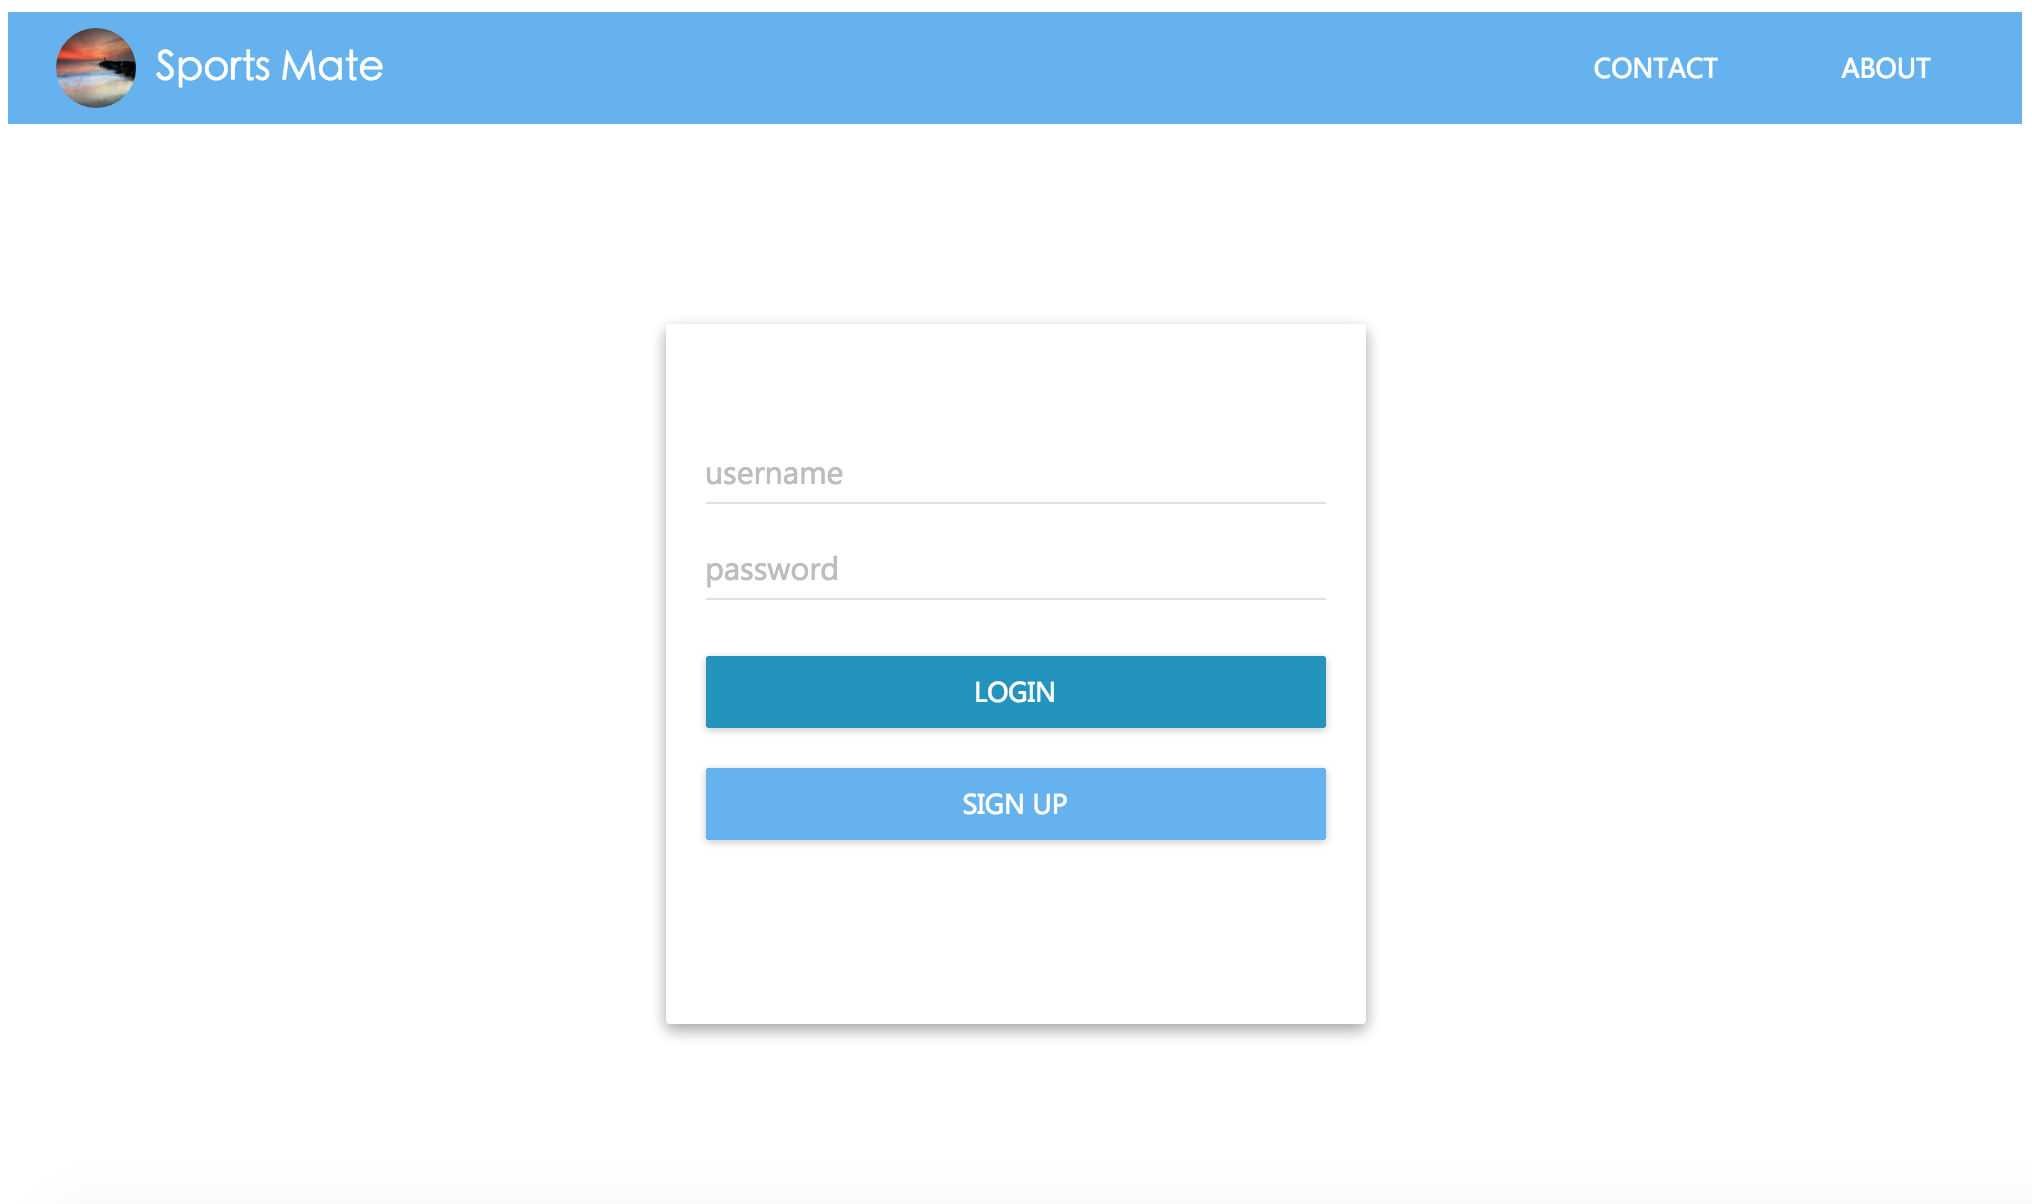 Sports Mate
CONTACT
ABOUT
username
password
LOGIN
SIGN UP